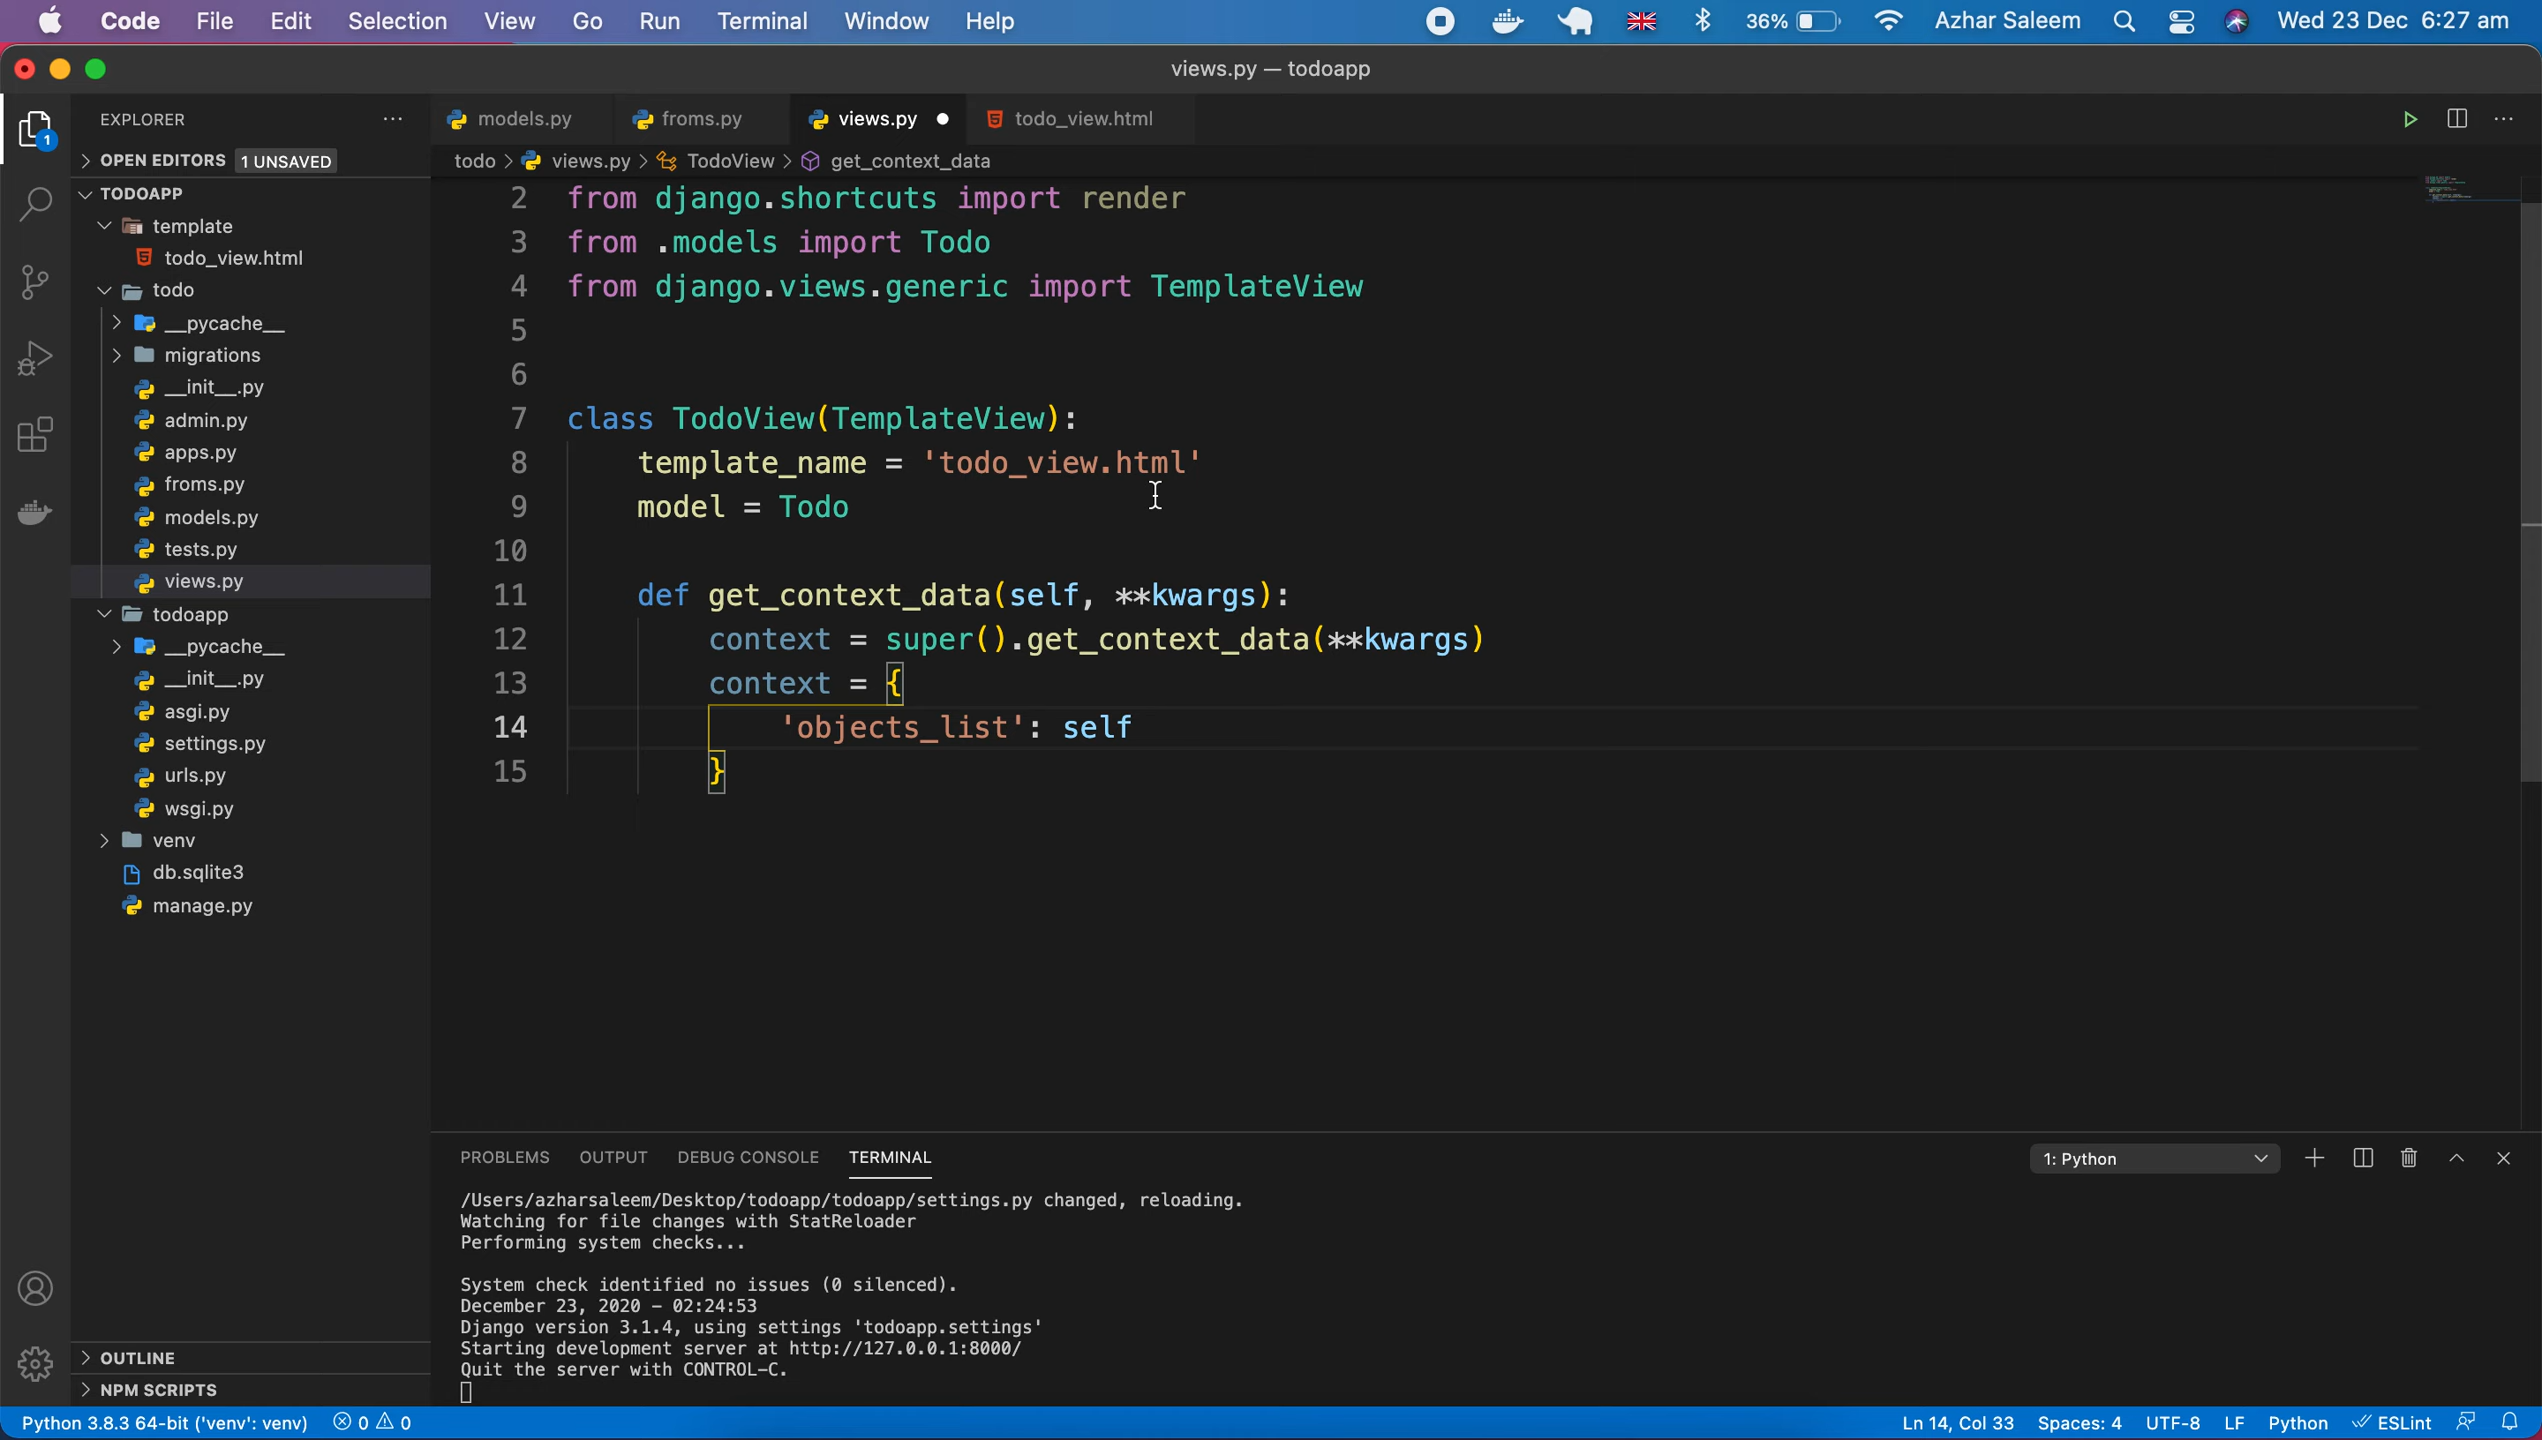 Code File Edit Selection View Go Run Terminal Window Help 36% Azhar Saleem Wed 23 Dec 6:27 am
views.py — todoapp
EXPLORER ···
1
OPEN EDITORS 1 UNSAVED
TODOAPP
template
todo_view.html
todo
__pycache__
migrations
__init__.py
admin.py
apps.py
froms.py
models.py
tests.py
views.py
todoapp
__pycache__
__init__.py
asgi.py
settings.py
urls.py
wsgi.py
venv
db.sqlite3
manage.py
OUTLINE
NPM SCRIPTS
models.py froms.py views.py todo_view.html
todo > views.py > TodoView > get_context_data
2 from django.shortcuts import render
3 from .models import Todo
4 from django.views.generic import TemplateView
5
6
7 class TodoView(TemplateView):
8 template_name = 'todo_view.html'
9 model = Todo
10
11 def get_context_data(self, **kwargs):
12 context = super().get_context_data(**kwargs)
13 context = {
14 'objects_list': self
15 }
PROBLEMS OUTPUT DEBUG CONSOLE TERMINAL 1: Python
/Users/azharsaleem/Desktop/todoapp/todoapp/settings.py changed, reloading.
Watching for file changes with StatReloader
Performing system checks...
System check identified no issues (0 silenced).
December 23, 2020 - 02:24:53
Django version 3.1.4, using settings 'todoapp.settings'
Starting development server at http://127.0.0.1:8000/
Quit the server with CONTROL-C.
Python 3.8.3 64-bit ('venv': venv) 0 0 Ln 14, Col 33 Spaces: 4 UTF-8 LF Python ESLint